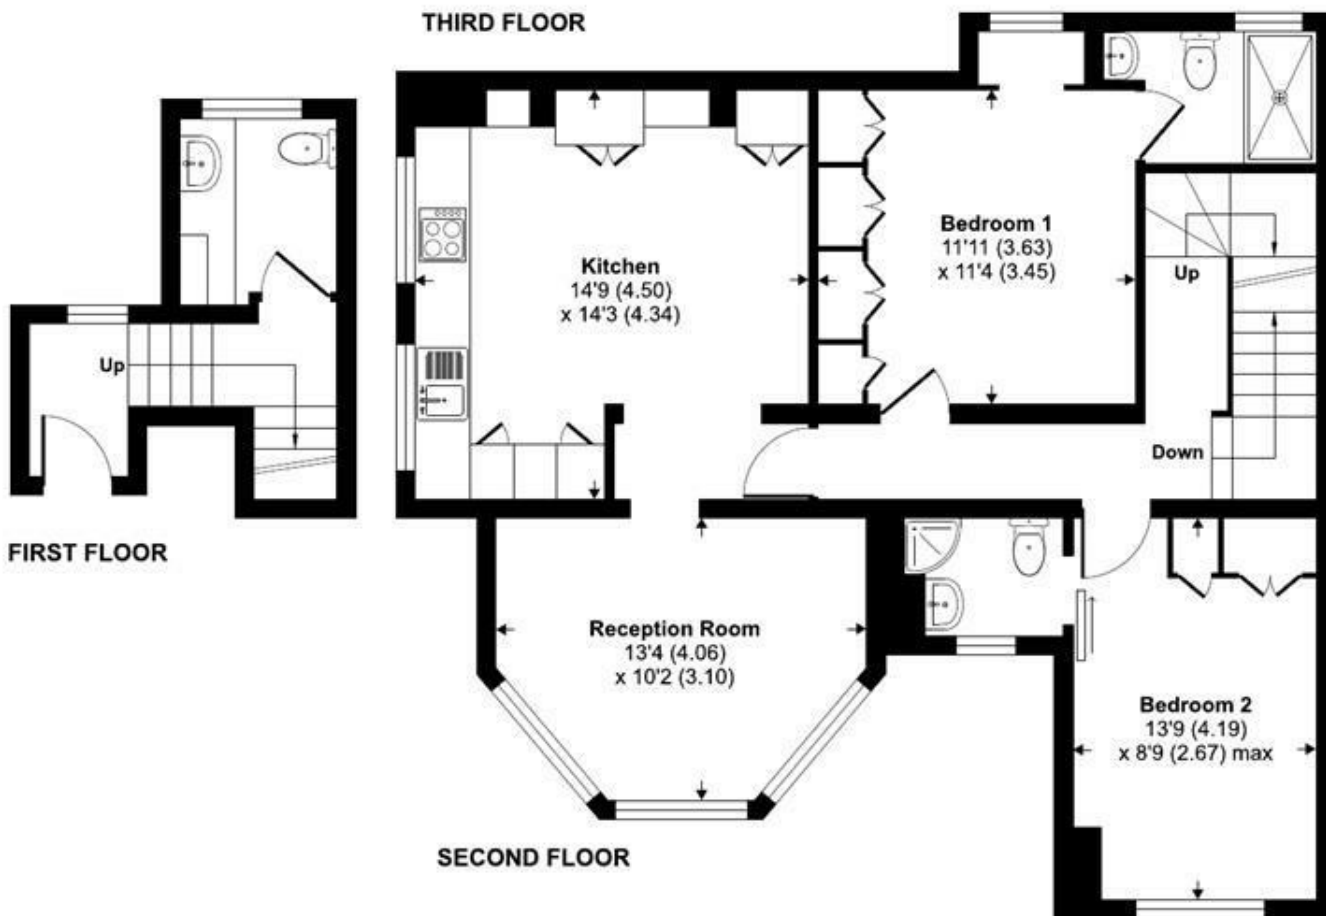 THIRD FLOOR
Kitchen
14'9 (4.50)
x 14'3 (4.34)
Bedroom 1
11'11 (3.63)
x 11'4 (3.45)
Up
Up
Down
FIRST FLOOR
Reception Room
13'4 (4.06)
x 10'2 (3.10)
Bedroom 2
13'9 (4.19)
x 8'9 (2.67) max
SECOND FLOOR